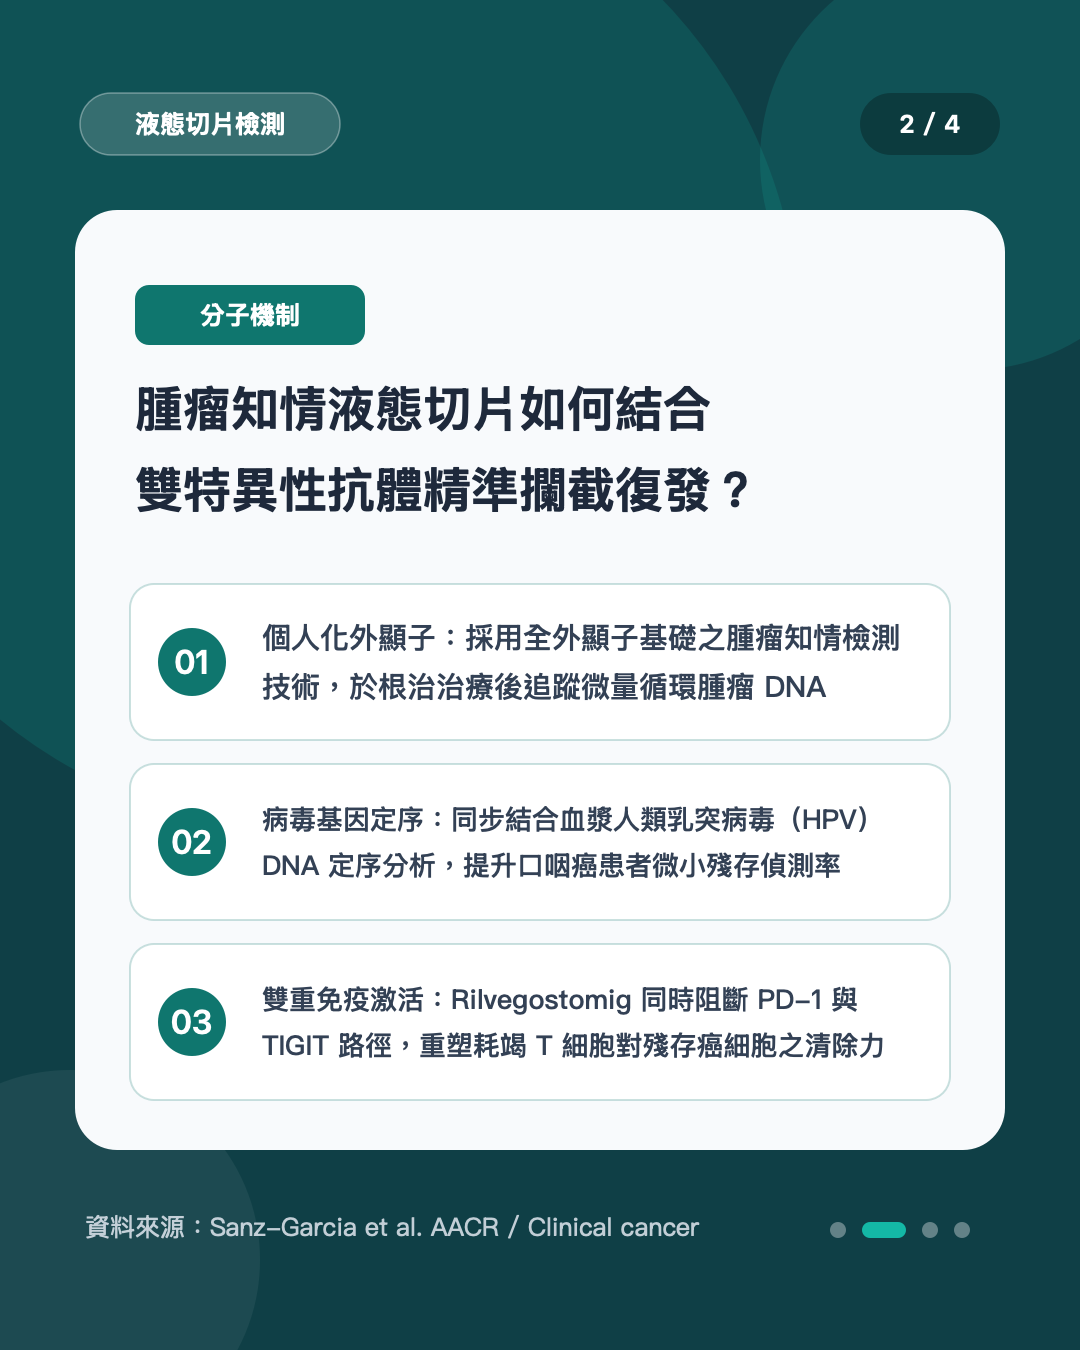 液態切片檢測
2 / 4
分子機制
腫瘤知情液態切片如何結合
雙特異性抗體精準攔截復發？
01
個人化外顯子：採用全外顯子基礎之腫瘤知情檢測
技術，於根治治療後追蹤微量循環腫瘤 DNA
02
病毒基因定序：同步結合血漿人類乳突病毒（HPV）
DNA 定序分析，提升口咽癌患者微小殘存偵測率
03
雙重免疫激活：Rilvegostomig 同時阻斷 PD-1 與
TIGIT 路徑，重塑耗竭 T 細胞對殘存癌細胞之清除力
資料來源：Sanz-Garcia et al. AACR / Clinical cancer